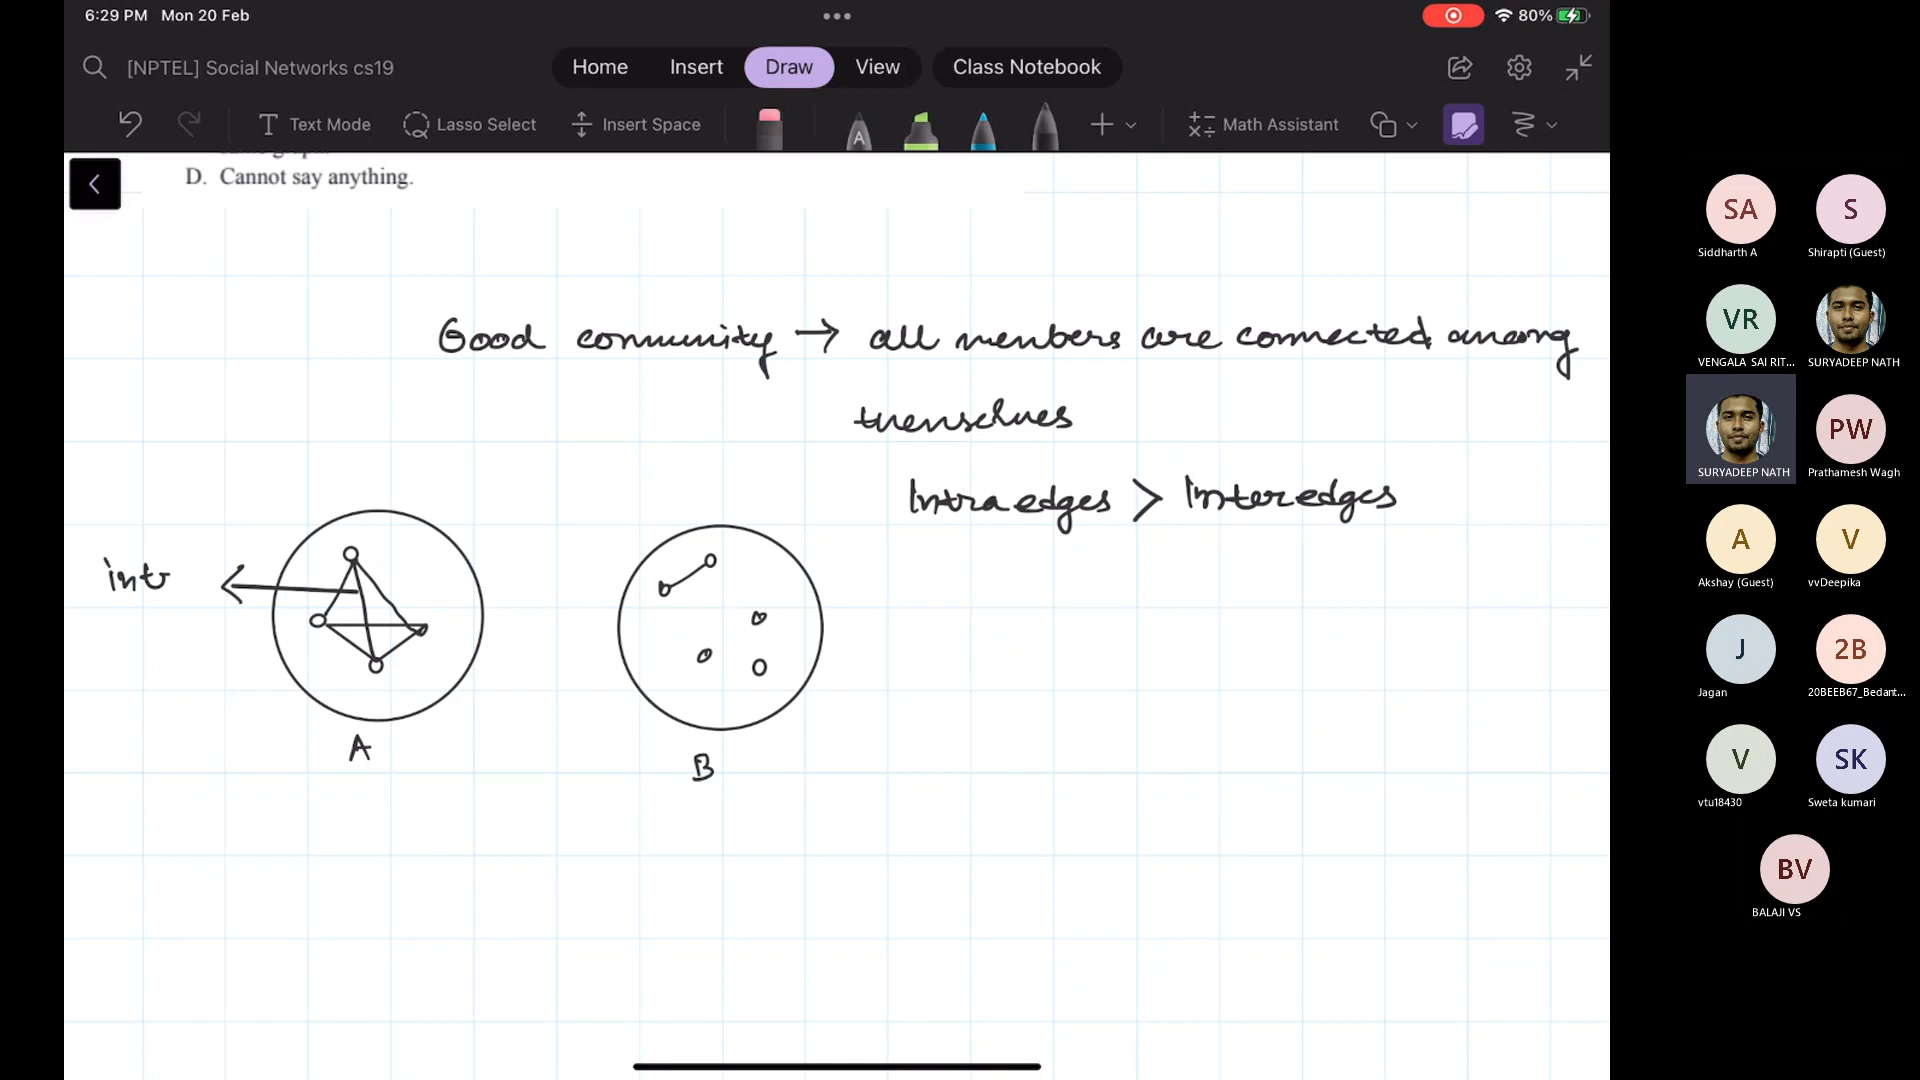 6:29 PM Mon 20 Feb
80%
[NPTEL] Social Networks cs19
Home Insert Draw View Class Notebook
Text Mode Lasso Select Insert Space A Math Assistant
D. Cannot say anything.
Good community → all members are connected among
themselves
Intra edges > Inter edges
intr
A
B
SA S
Siddharth A Shirapti (Guest)
VR
VENGALA SAI RIT... SURYADEEP NATH
PW
SURYADEEP NATH Prathamesh Wagh
A V
Akshay (Guest) vvDeepika
J 2B
Jagan 20BEEB67_Bedant...
V SK
vtu18430 Sweta kumari
BV
BALAJI VS